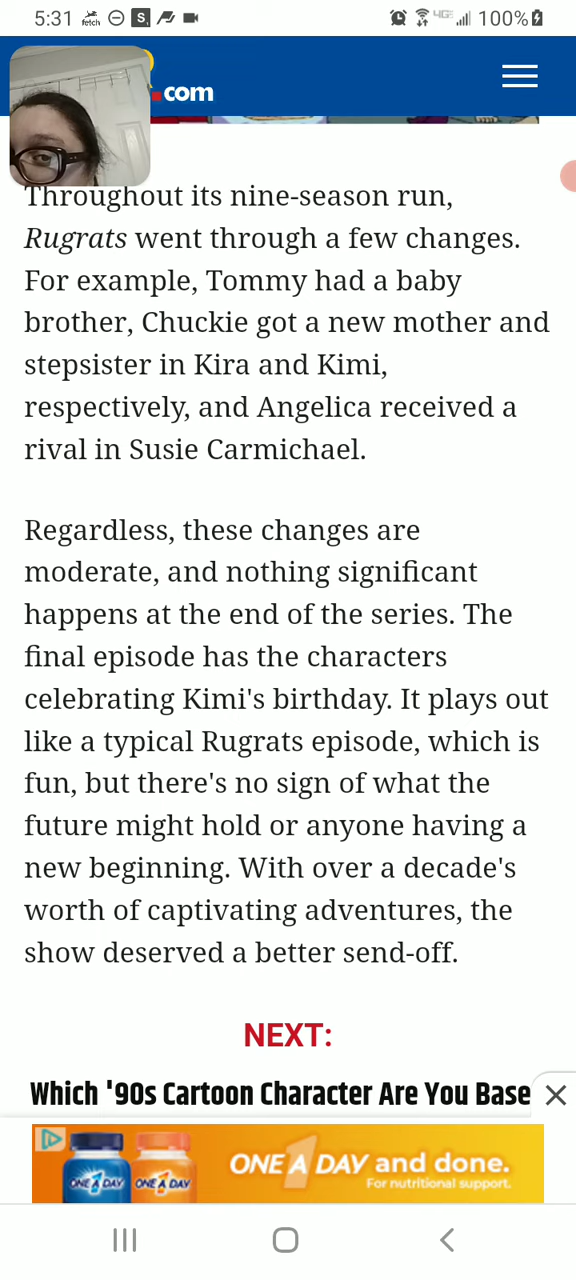 5:31 fetch S 4GE 100%
.com
Throughout its nine-season run,
Rugrats went through a few changes.
For example, Tommy had a baby
brother, Chuckie got a new mother and
stepsister in Kira and Kimi,
respectively, and Angelica received a
rival in Susie Carmichael.
Regardless, these changes are
moderate, and nothing significant
happens at the end of the series. The
final episode has the characters
celebrating Kimi's birthday. It plays out
like a typical Rugrats episode, which is
fun, but there's no sign of what the
future might hold or anyone having a
new beginning. With over a decade's
worth of captivating adventures, the
show deserved a better send-off.
NEXT:
Which '90s Cartoon Character Are You Base
ONE A DAY ONE A DAY ONE A DAY and done.
For nutritional support.